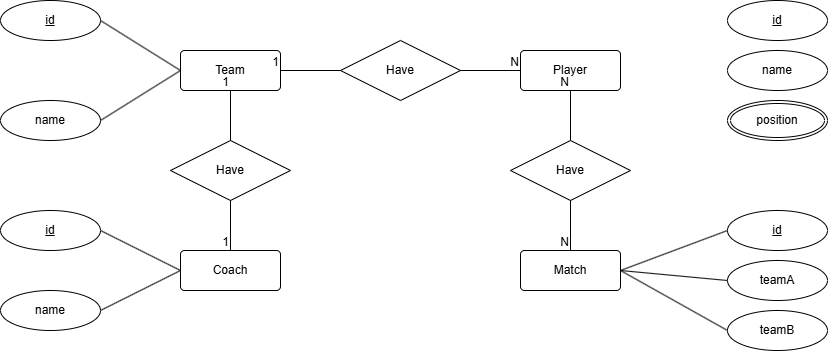 id
id
Team
1
Have
N
Player
name
1
N
name
position
Have
Have
id
1
N
id
Coach
Match
teamA
name
teamB